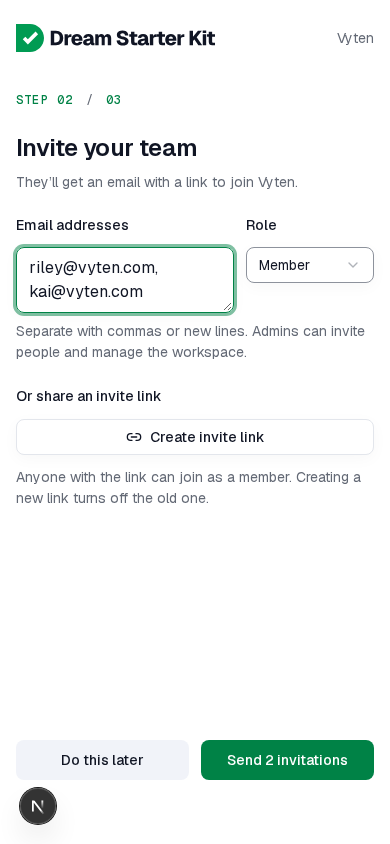 Dream Starter Kit
Vyten
STEP 02 / 03
Invite your team
They'll get an email with a link to join Vyten.
Email addresses
Role
riley@vyten.com,
kai@vyten.com
Member
Separate with commas or new lines. Admins can invite
people and manage the workspace.
Or share an invite link
Create invite link
Anyone with the link can join as a member. Creating a
new link turns off the old one.
Do this later
Send 2 invitations
N